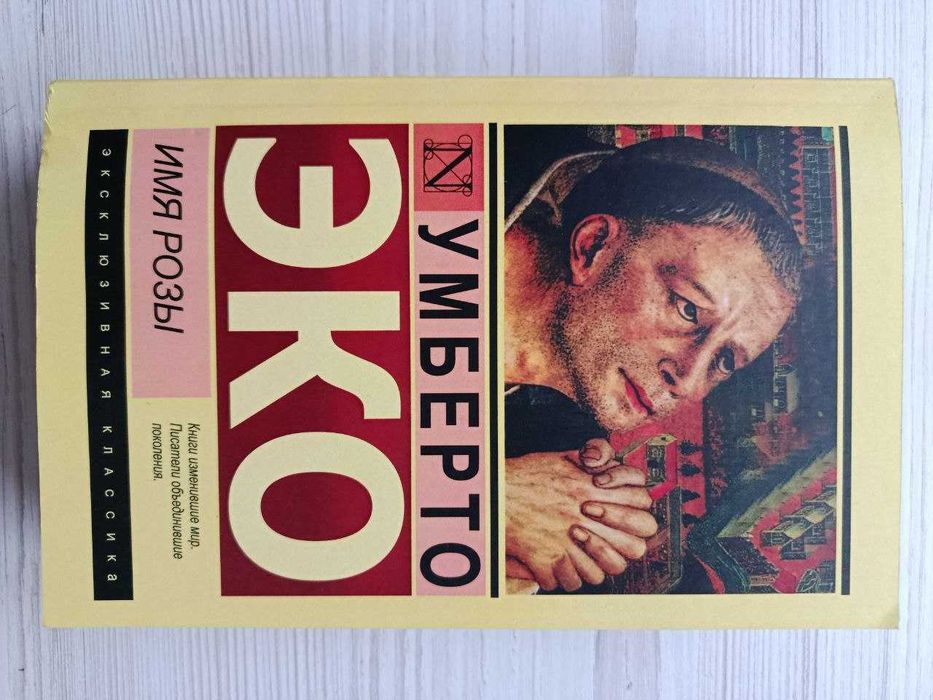 УМБЕРТО
ЭКО
ИМЯ РОЗЫ
Книги изменившие мир.
Писатели объединившие
поколения.
ЭКСКЛЮЗИВНАЯ КЛАССИКА